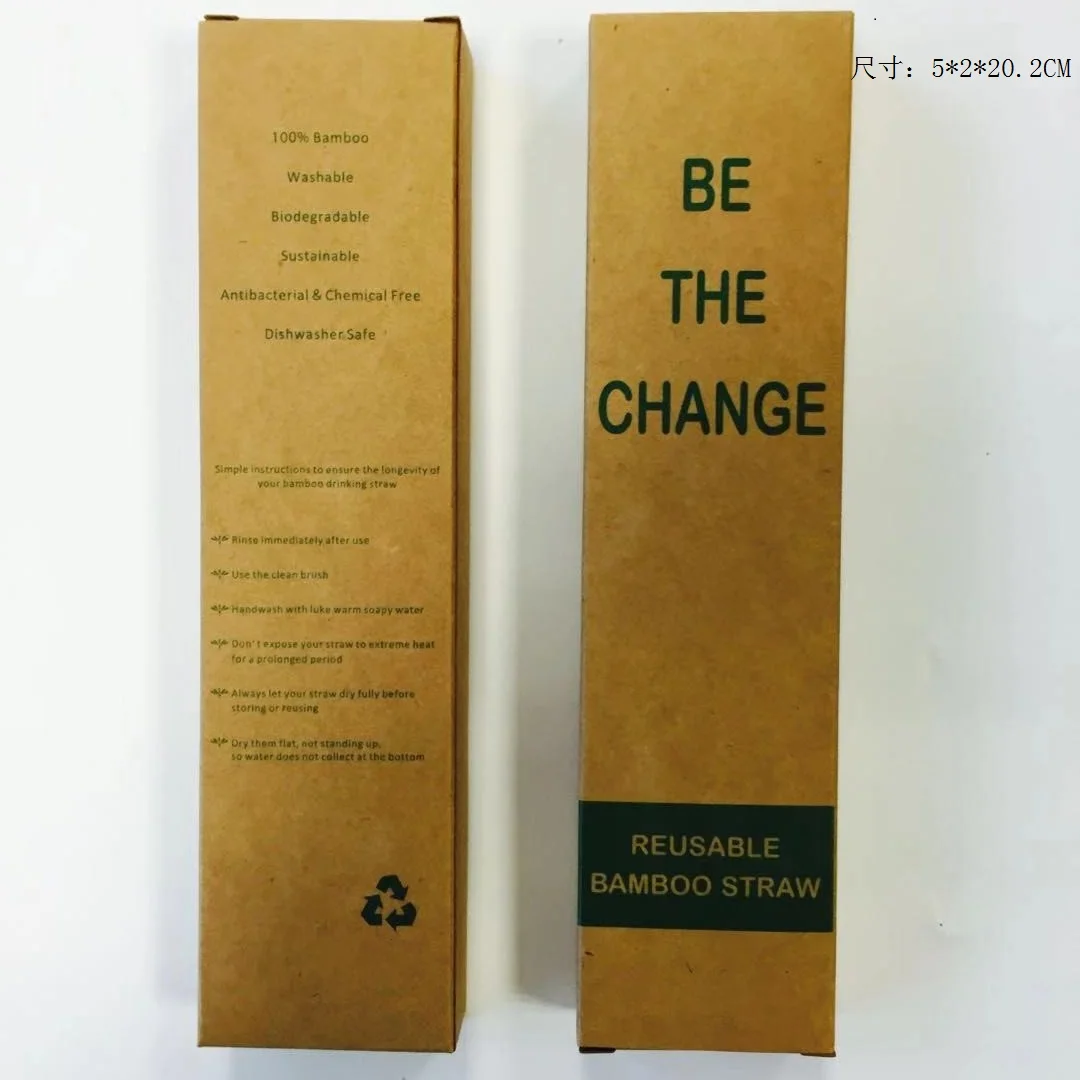 100% Bamboo
Washable
Biodegradable
Sustainable
Antibacterial & Chemical Free
Dishwasher Safe
Simple instructions to ensure the longevity of
your bamboo drinking straw
Rinse immediately after use
Use the clean brush
Handwash with luke warm soapy water
Don't expose your straw to extreme heat
for a prolonged period
Always let your straw dry fully before
storing or reusing
Dry them flat, not standing up,
so water does not collect at the bottom
BE
THE
CHANGE
REUSABLE
BAMBOO STRAW
尺寸：5*2*20.2CM